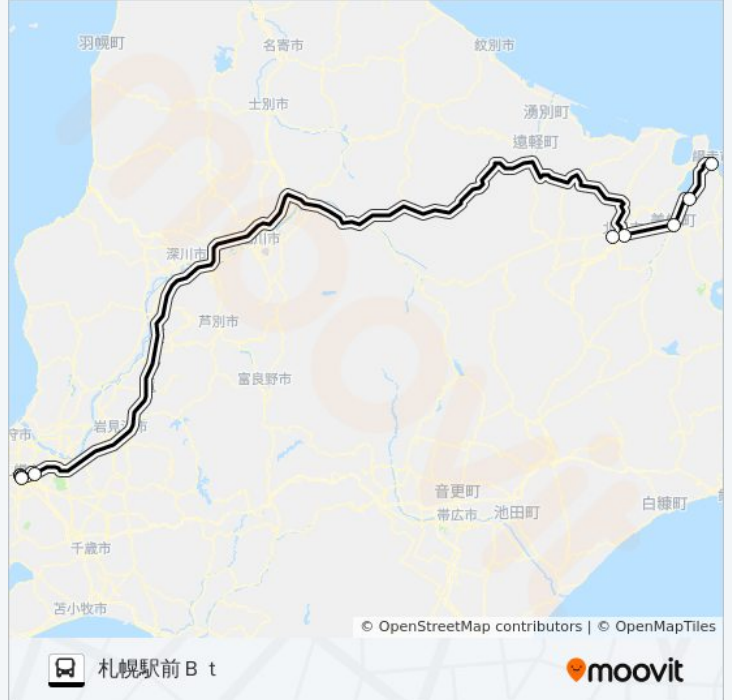 羽幌町
名寄市
紋別市
士別市
湧別町
遠軽町
深川市
川市
芦別市
富良野市
岩見沢市
音更町
池田町
帯広市
白糠町
千歳市
苫小牧市
© OpenStreetMap contributors | © OpenMapTiles
札幌駅前Ｂｔ
moovit